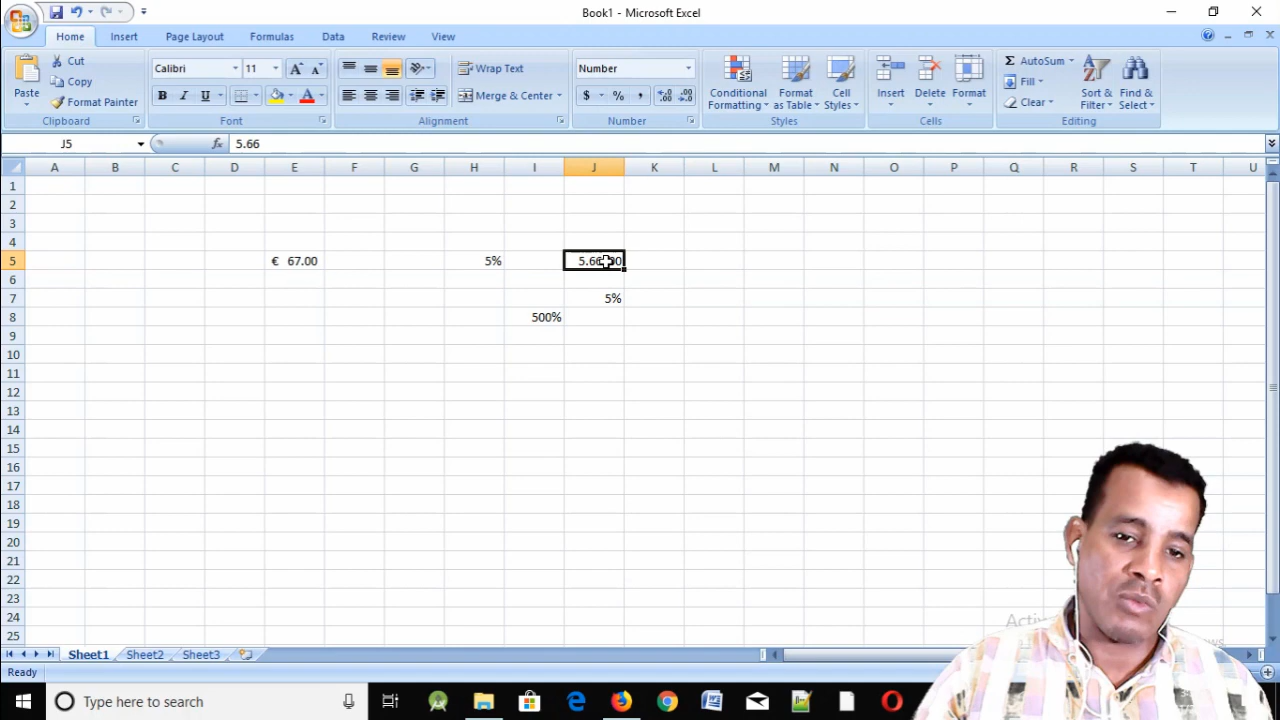 Book1 - Microsoft Excel
Home Insert Page Layout Formulas Data Review View
Paste Cut Copy Format Painter Clipboard
Calibri 11 Font
Wrap Text Merge & Center Alignment
Number $ % , Number
Conditional Formatting Format as Table Cell Styles Styles
Insert Delete Format Cells
AutoSum Fill Clear Sort & Filter Find & Select Editing
J5 fx 5.66
A B C D E F G H I J K L M N O P Q R S T U
1
2
3
4
5 € 67.00 5%
6
7 5%
8 500%
9
10
11
12
13
14
15
16
17
18
19
20
21
22
23
24
25
Sheet1 Sheet2 Sheet3
Ready
Type here to search